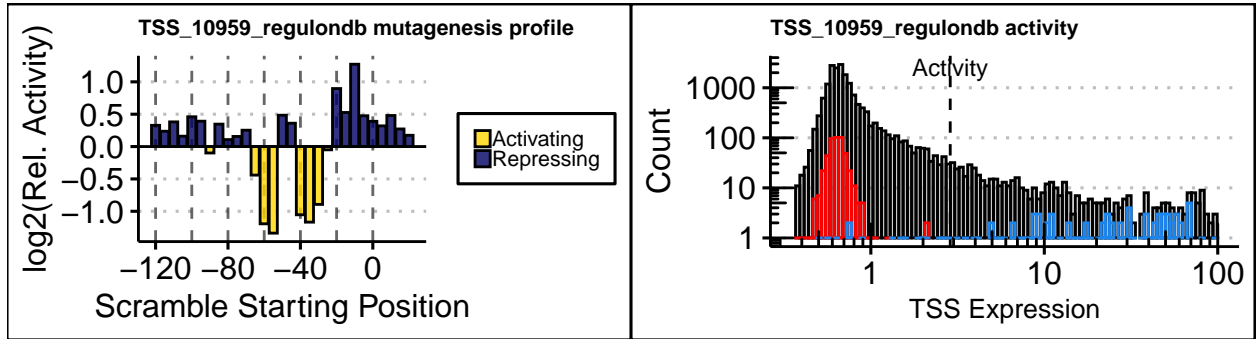 TSS_10959_regulondb mutagenesis profile
log2(Rel. Activity)
1.0
0.5
0.0
−0.5
−1.0
−120 −80 −40 0
Scramble Starting Position
Activating
Repressing
TSS_10959_regulondb activity
Activity
Count
1000
100
10
1
1 10 100
TSS Expression